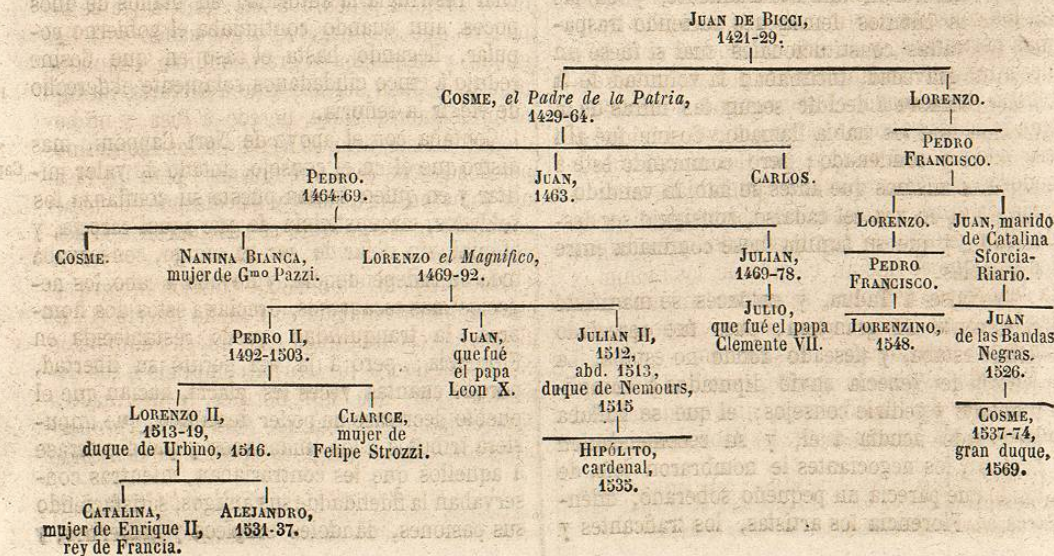 JUAN DE BICCI,
1421-29.
COSME, el Padre de la Patria,
1429-64.
LORENZO.
PEDRO
FRANCISCO.
PEDRO.
1464-69.
JUAN,
1463.
CARLOS.
LORENZO.
JUAN, marido
de Catalina
Sforcia-
Riario.
COSME.
NANINA BIANCA,
mujer de Gmo Pazzi.
LORENZO el Magnífico,
1469-92.
JULIAN,
1469-78.
PEDRO
FRANCISCO.
PEDRO II,
1492-1503.
JUAN,
que fué
el papa
Leon X.
JULIAN II,
1512,
abd. 1513,
duque de Nemours,
1515
JULIO,
que fué el papa
Clemente VII.
LORENZINO,
1548.
JUAN
de las Bandas
Negras.
1526.
LORENZO II,
1513-19,
duque de Urbino, 1516.
CLARICE,
mujer de
Felipe Strozzi.
HIPÓLITO,
cardenal,
1535.
COSME,
1537-74,
gran duque,
1569.
CATALINA,
mujer de Enrique II,
rey de Francia.
ALEJANDRO,
1531-37.